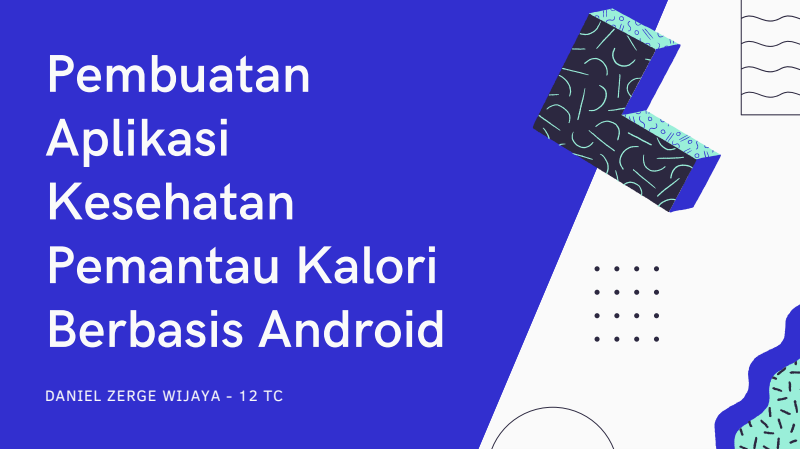 Pembuatan
Aplikasi
Kesehatan
Pemantau Kalori
Berbasis Android
DANIEL ZERGE WIJAYA - 12 TC